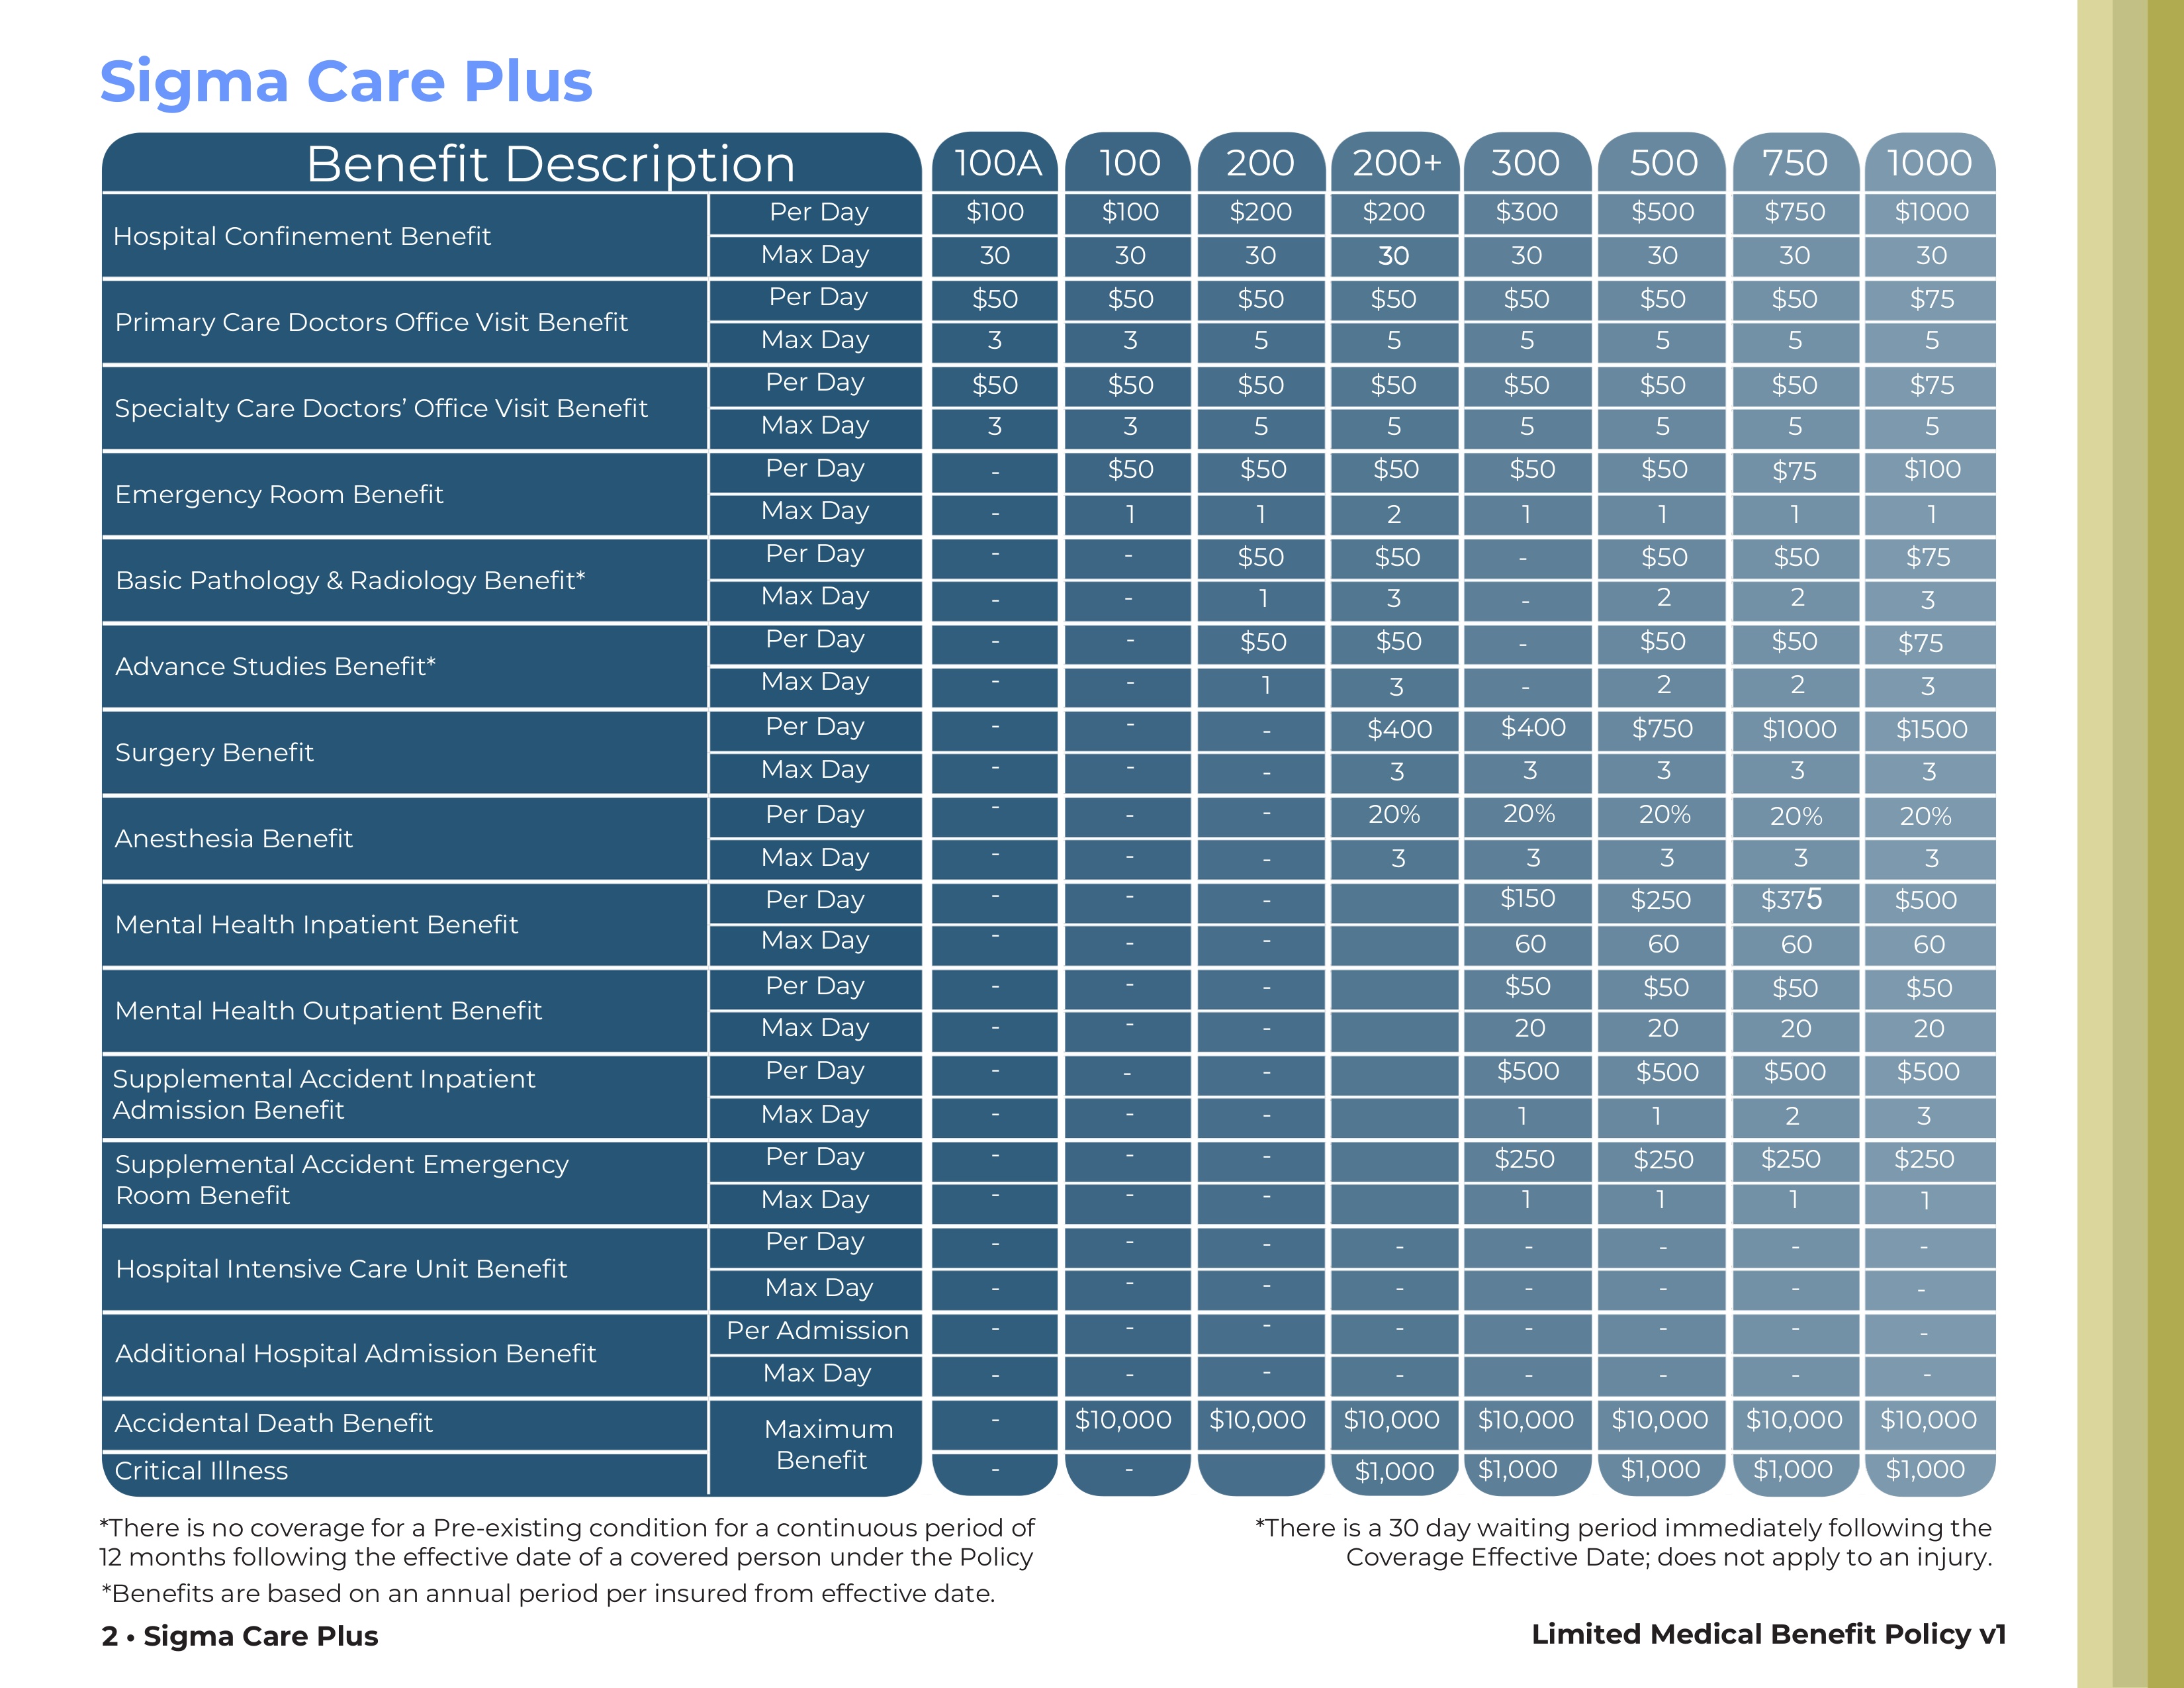 Sigma Care Plus
Benefit Description 100A 100 200 200+ 300 500 750 1000
Hospital Confinement Benefit
Per Day $100 $100 $200 $200 $300 $500 $750 $1000
Max Day 30 30 30 30 30 30 30 30
Primary Care Doctors Office Visit Benefit
Per Day $50 $50 $50 $50 $50 $50 $50 $75
Max Day 3 3 5 5 5 5 5 5
Specialty Care Doctors’ Office Visit Benefit
Per Day $50 $50 $50 $50 $50 $50 $50 $75
Max Day 3 3 5 5 5 5 5 5
Emergency Room Benefit
Per Day - $50 $50 $50 $50 $50 $75 $100
Max Day - 1 1 2 1 1 1 1
Basic Pathology & Radiology Benefit*
Per Day - - $50 $50 - $50 $50 $75
Max Day - - 1 3 - 2 2 3
Advance Studies Benefit*
Per Day - - $50 $50 - $50 $50 $75
Max Day - - 1 3 - 2 2 3
Surgery Benefit
Per Day - - - $400 $400 $750 $1000 $1500
Max Day - - - 3 3 3 3 3
Anesthesia Benefit
Per Day - - - 20% 20% 20% 20% 20%
Max Day - - - 3 3 3 3 3
Mental Health Inpatient Benefit
Per Day - - - $150 $250 $375 $500
Max Day - - - 60 60 60 60
Mental Health Outpatient Benefit
Per Day - - - $50 $50 $50 $50
Max Day - - - 20 20 20 20
Supplemental Accident Inpatient
Admission Benefit
Per Day - - - $500 $500 $500 $500
Max Day - - - 1 1 2 3
Supplemental Accident Emergency
Room Benefit
Per Day - - - $250 $250 $250 $250
Max Day - - - 1 1 1 1
Hospital Intensive Care Unit Benefit
Per Day - - - - - - - -
Max Day - - - - - - - -
Additional Hospital Admission Benefit
Per Admission - - - - - - - -
Max Day - - - - - - - -
Maximum
Benefit
Accidental Death Benefit - $10,000 $10,000 $10,000 $10,000 $10,000 $10,000 $10,000
Critical Illness - - $1,000 $1,000 $1,000 $1,000 $1,000
*There is no coverage for a Pre-existing condition for a continuous period of
12 months following the effective date of a covered person under the Policy
*Benefits are based on an annual period per insured from effective date.
*There is a 30 day waiting period immediately following the
Coverage Effective Date; does not apply to an injury.
2 • Sigma Care Plus
Limited Medical Benefit Policy v1